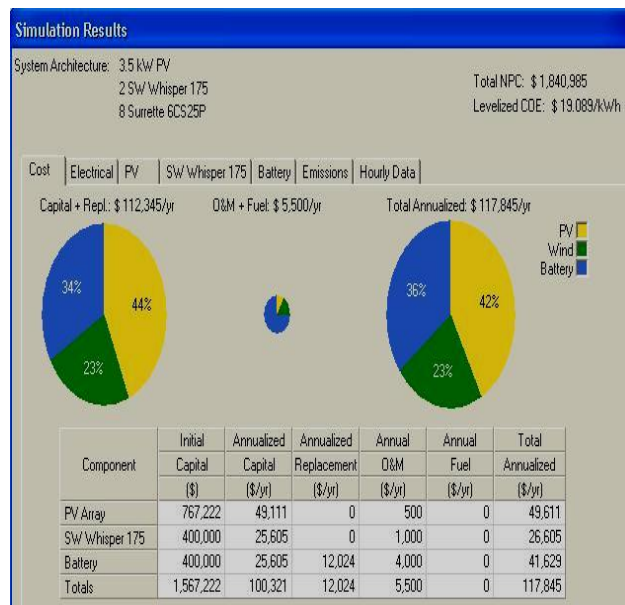 Simulation Results
System Architecture: 3.5 kW PV
2 SW Whisper 175
8 Surrette 6CS25P
Total NPC: $ 1,840,985
Levelized COE: $ 19.089/kWh
Cost Electrical PV SW Whisper 175 Battery Emissions Hourly Data
Capital + Repl.: $ 112,345/yr O&M + Fuel: $ 5,500/yr Total Annualized: $ 117,845/yr
PV
Wind
Battery
34% 44% 23%
36% 42% 23%
Initial Annualized Annualized Annual Annual Total
Component Capital Capital Replacement O&M Fuel Annualized
($) ($/yr) ($/yr) ($/yr) ($/yr) ($/yr)
PV Array 767,222 49,111 0 500 0 49,611
SW Whisper 175 400,000 25,605 0 1,000 0 26,605
Battery 400,000 25,605 12,024 4,000 0 41,629
Totals 1,567,222 100,321 12,024 5,500 0 117,845